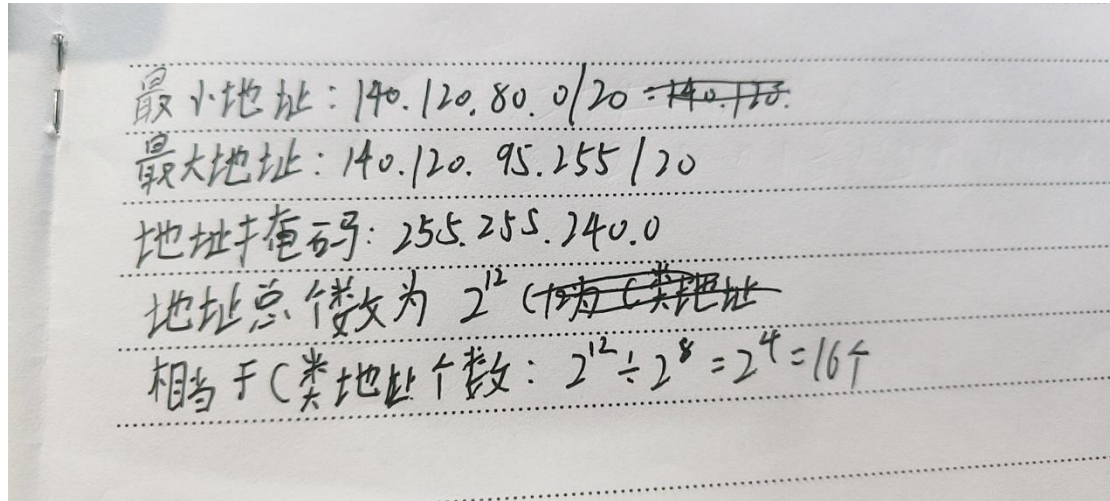 最小地址：140.120.80.0/20
最大地址：140.120.95.255/20
地址掩码：255.255.240.0
地址总个数为 2^12
相当于C类地址个数：2^12÷2^8=2^4=16个